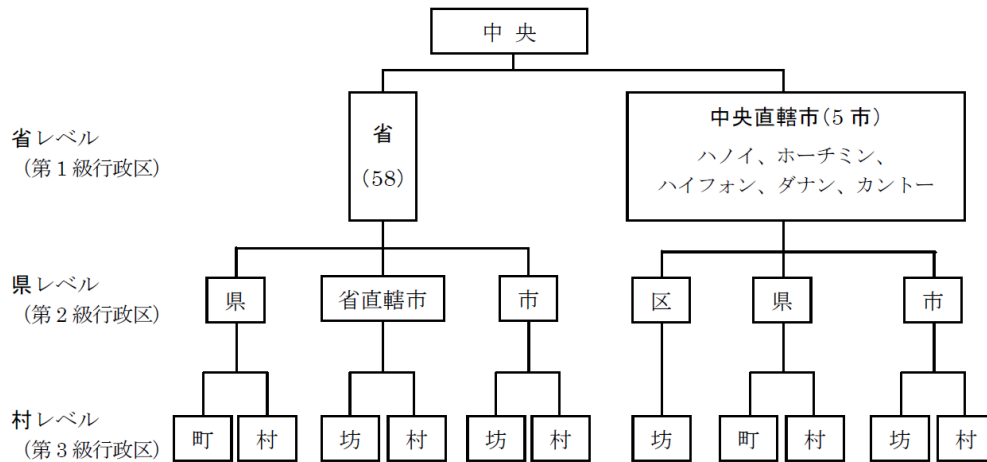 中 央
省レベル
（第１級行政区）
省
（58）
中央直轄市（5 市）
ハノイ、ホーチミン、
ハイフォン、ダナン、カントー
県レベル
（第２級行政区）
県
省直轄市
市
区
県
市
村レベル
（第３級行政区）
町
村
坊
村
坊
村
坊
町
村
坊
村